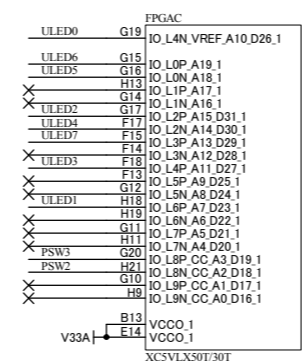 FPGAC
ULED0 G19 IO_L4N_VREF_A10_D26_1
ULED6 G15 IO_L0P_A19_1
ULED5 G16 IO_L0N_A18_1
H13 IO_L1P_A17_1
G14 IO_L1N_A16_1
ULED2 G17 IO_L2P_A15_D31_1
ULED4 F17 IO_L2N_A14_D30_1
ULED7 F15 IO_L3P_A13_D29_1
F14 IO_L3N_A12_D28_1
ULED3 F18 IO_L4P_A11_D27_1
F13 IO_L5P_A9_D25_1
G12 IO_L5N_A8_D24_1
ULED1 H18 IO_L6P_A7_D23_1
H19 IO_L6N_A6_D22_1
G11 IO_L7P_A5_D21_1
H11 IO_L7N_A4_D20_1
PSW3 G20 IO_L8P_CC_A3_D19_1
PSW2 H21 IO_L8N_CC_A2_D18_1
G10 IO_L9P_CC_A1_D17_1
H9 IO_L9N_CC_A0_D16_1
B13 VCCO_1
V33A E14 VCCO_1
XC5VLX50T/30T